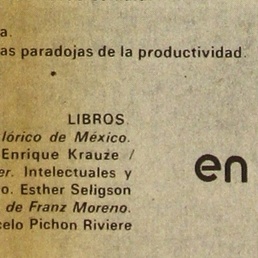 a.
as paradojas de la productividad.
LIBROS.
lórico de México.
Enrique Krauze /
er. Intelectuales y
o. Esther Seligson
de Franz Moreno.
celo Pichon Riviere
en